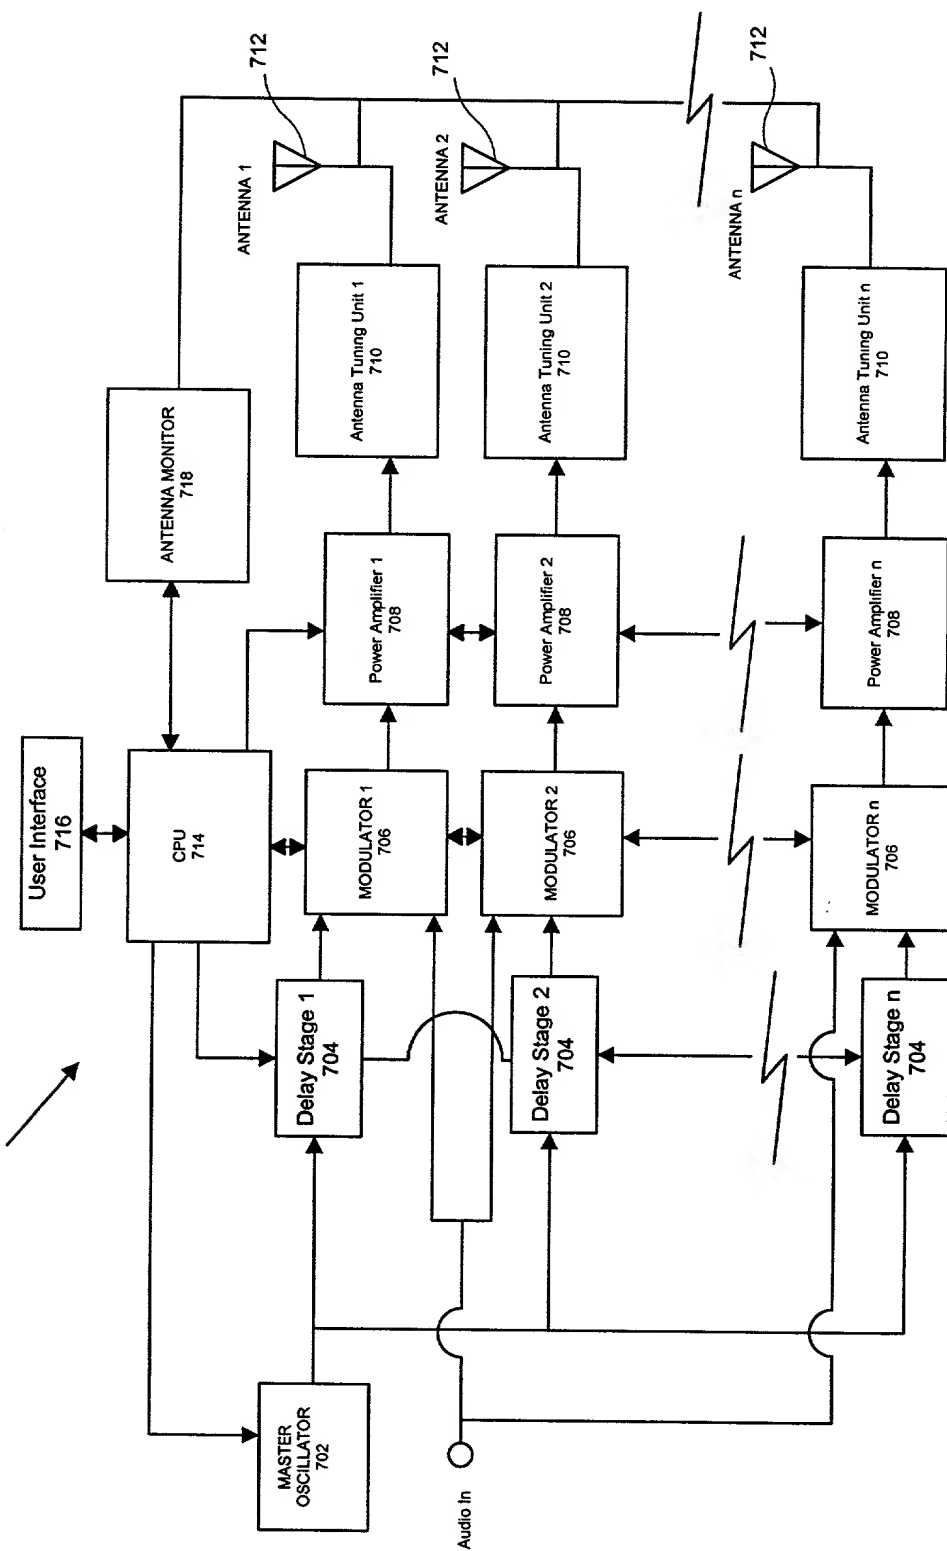 User Interface
716
CPU
714
ANTENNA MONITOR
718
MASTER
OSCILLATOR
702
Delay Stage 1
704
MODULATOR 1
706
Power Amplifier 1
708
Antenna Tuning Unit 1
710
ANTENNA 1
712
Audio In
Delay Stage 2
704
MODULATOR 2
706
Power Amplifier 2
708
Antenna Tuning Unit 2
710
ANTENNA 2
712
Delay Stage n
704
MODULATOR n
706
Power Amplifier n
708
Antenna Tuning Unit n
710
ANTENNA n
712